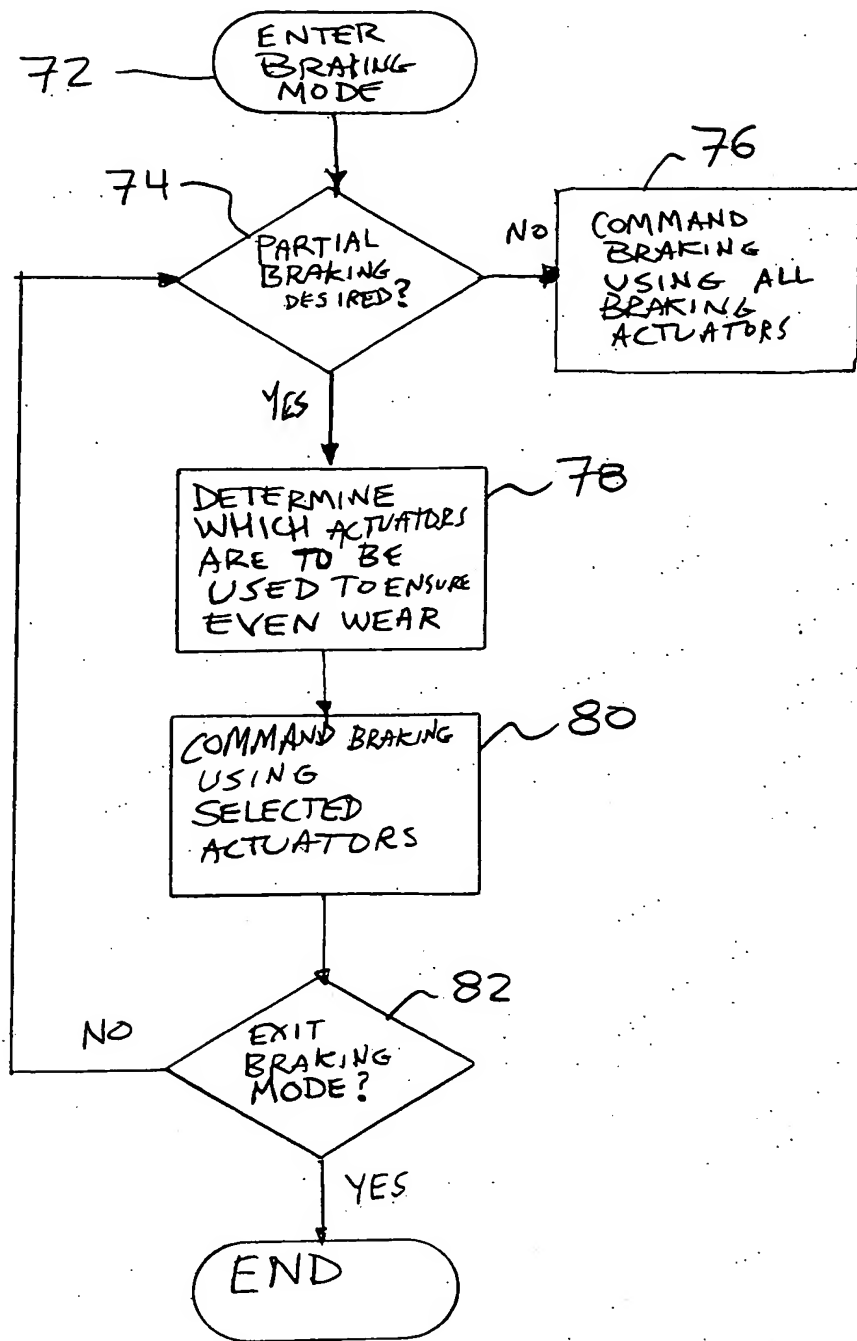 ENTER
BRAKING
MODE
72
74
PARTIAL
BRAKING
DESIRED?
NO
76
COMMAND
BRAKING
USING ALL
BRAKING
ACTUATORS
YES
78
DETERMINE
WHICH ACTUATORS
ARE TO BE
USED TO ENSURE
EVEN WEAR
80
COMMAND BRAKING
USING
SELECTED
ACTUATORS
82
NO
EXIT
BRAKING
MODE?
YES
END